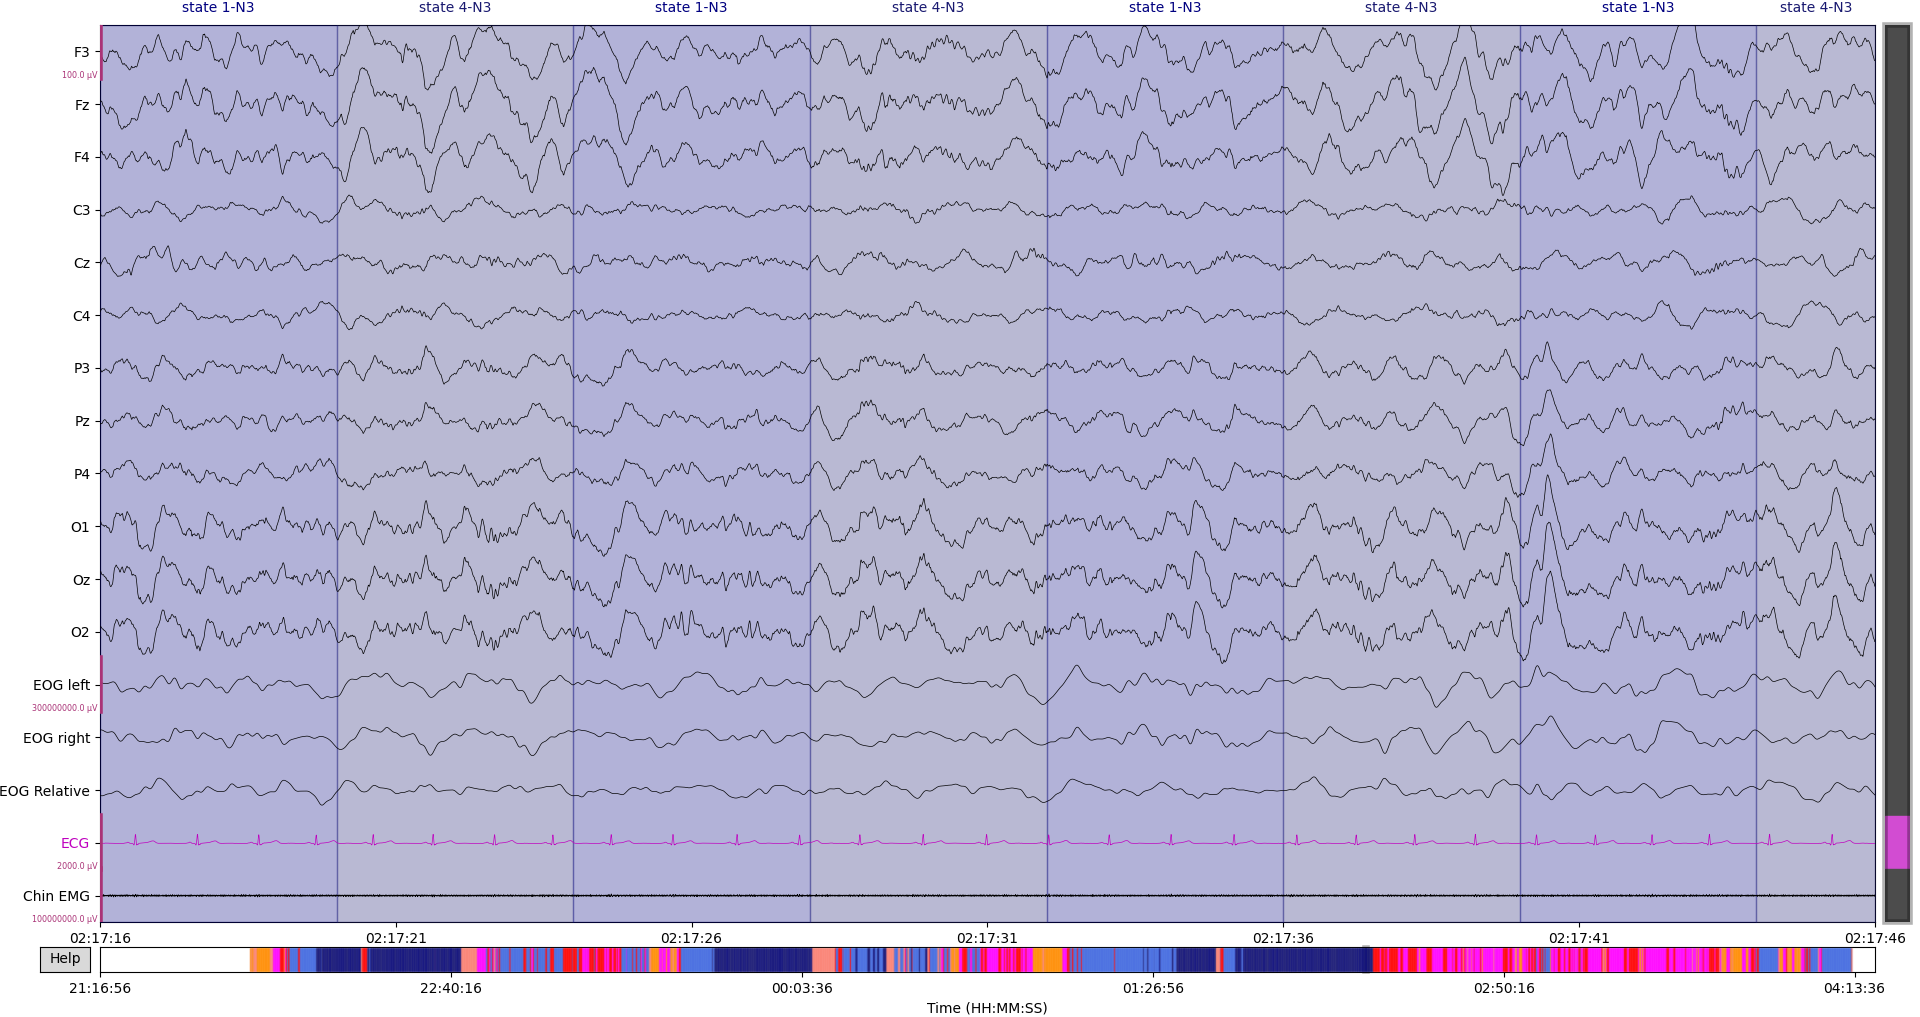 state 1-N3 state 4-N3 state 1-N3 state 4-N3 state 1-N3 state 4-N3 state 1-N3 state 4-N3
F3
100.0 µV
Fz
F4
C3
Cz
C4
P3
Pz
P4
O1
Oz
O2
EOG left
300000000.0 µV
EOG right
EOG Relative
ECG
2000.0 µV
Chin EMG
100000000.0 µV
02:17:16 02:17:21 02:17:26 02:17:31 02:17:36 02:17:41 02:17:46
Help
21:16:56 22:40:16 00:03:36 01:26:56 02:50:16 04:13:36
Time (HH:MM:SS)